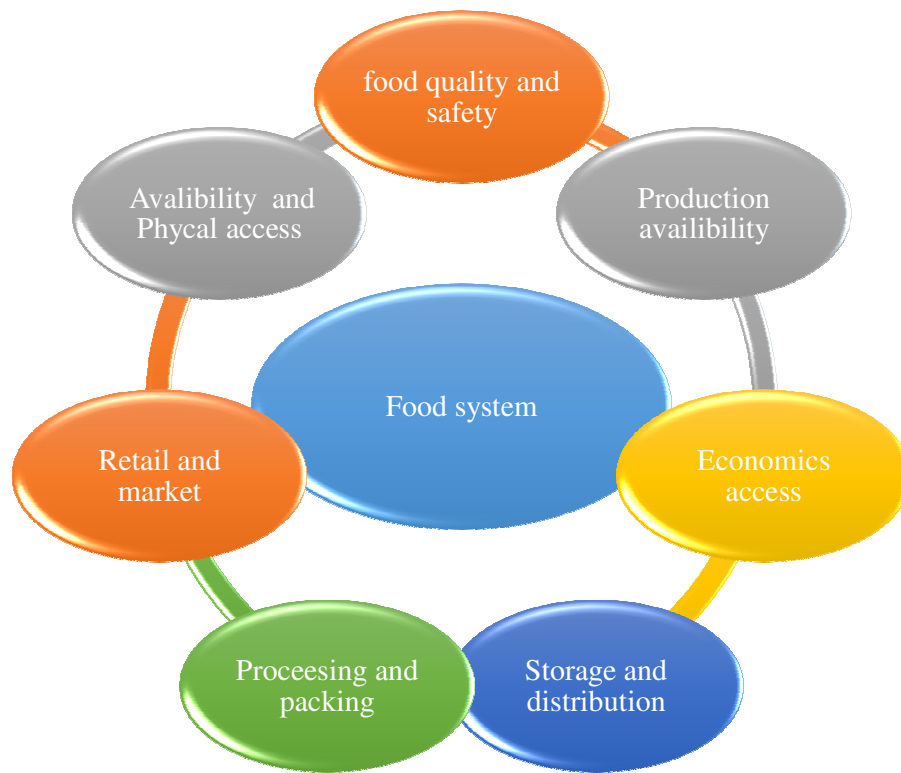 food quality and
safety
Avalibility  and
Phycal access
Production
availibility
Food system
Retail and
market
Economics
access
Proceesing and
packing
Storage and
distribution